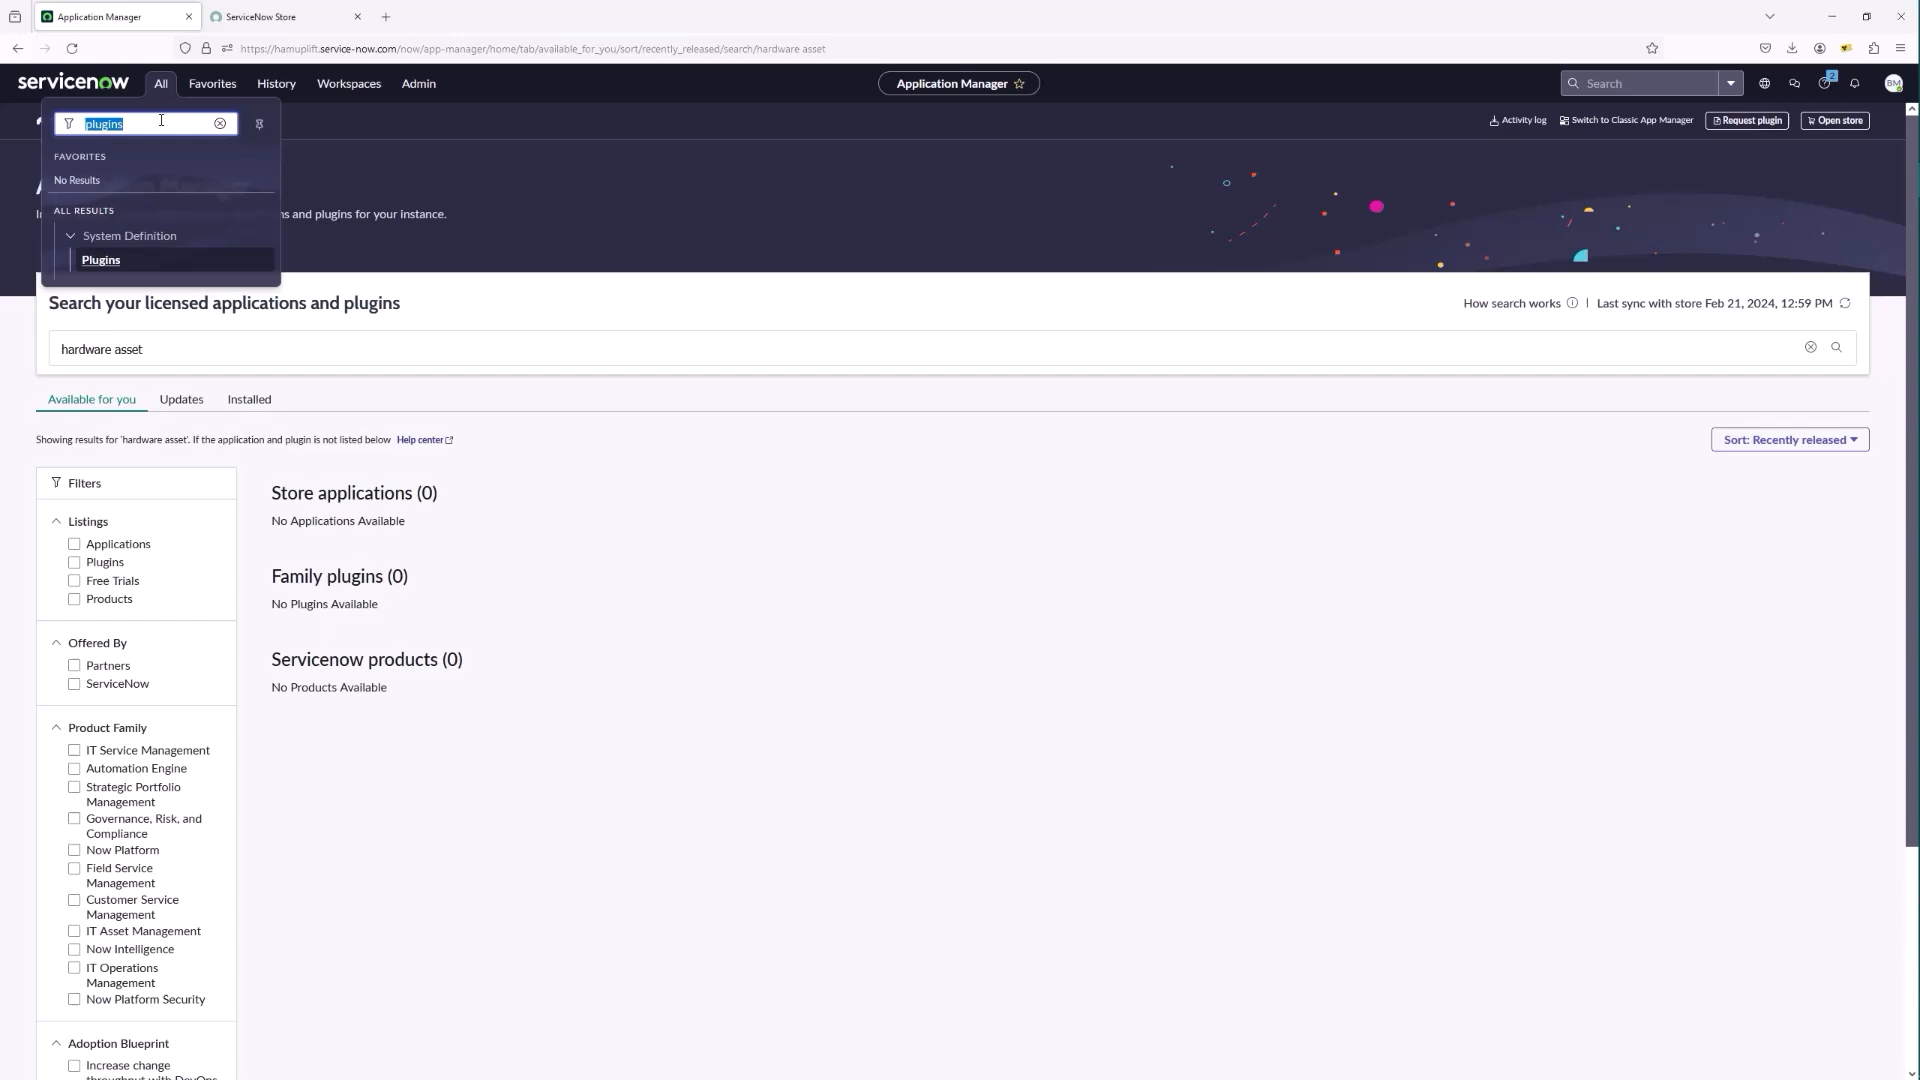 Application Manager
ServiceNow Store
https://hamuplift.service-now.com/now/app-manager/home/tab/available_for_you/sort/recently_released/search/hardware asset
servicenow
All
Favorites
History
Workspaces
Admin
Application Manager
Search
2
BM
plugins
FAVORITES
No Results
ALL RESULTS
System Definition
Plugins
Activity log
Switch to Classic App Manager
Request plugin
Open store
ns and plugins for your instance.
Search your licensed applications and plugins
How search works
Last sync with store Feb 21, 2024, 12:59 PM
hardware asset
Available for you
Updates
Installed
Showing results for 'hardware asset'. If the application and plugin is not listed below Help center
Sort: Recently released
Filters
Listings
Applications
Plugins
Free Trials
Products
Offered By
Partners
ServiceNow
Product Family
IT Service Management
Automation Engine
Strategic Portfolio
Management
Governance, Risk, and
Compliance
Now Platform
Field Service
Management
Customer Service
Management
IT Asset Management
Now Intelligence
IT Operations
Management
Now Platform Security
Adoption Blueprint
Increase change
throughput with DevOps
Store applications (0)
No Applications Available
Family plugins (0)
No Plugins Available
Servicenow products (0)
No Products Available